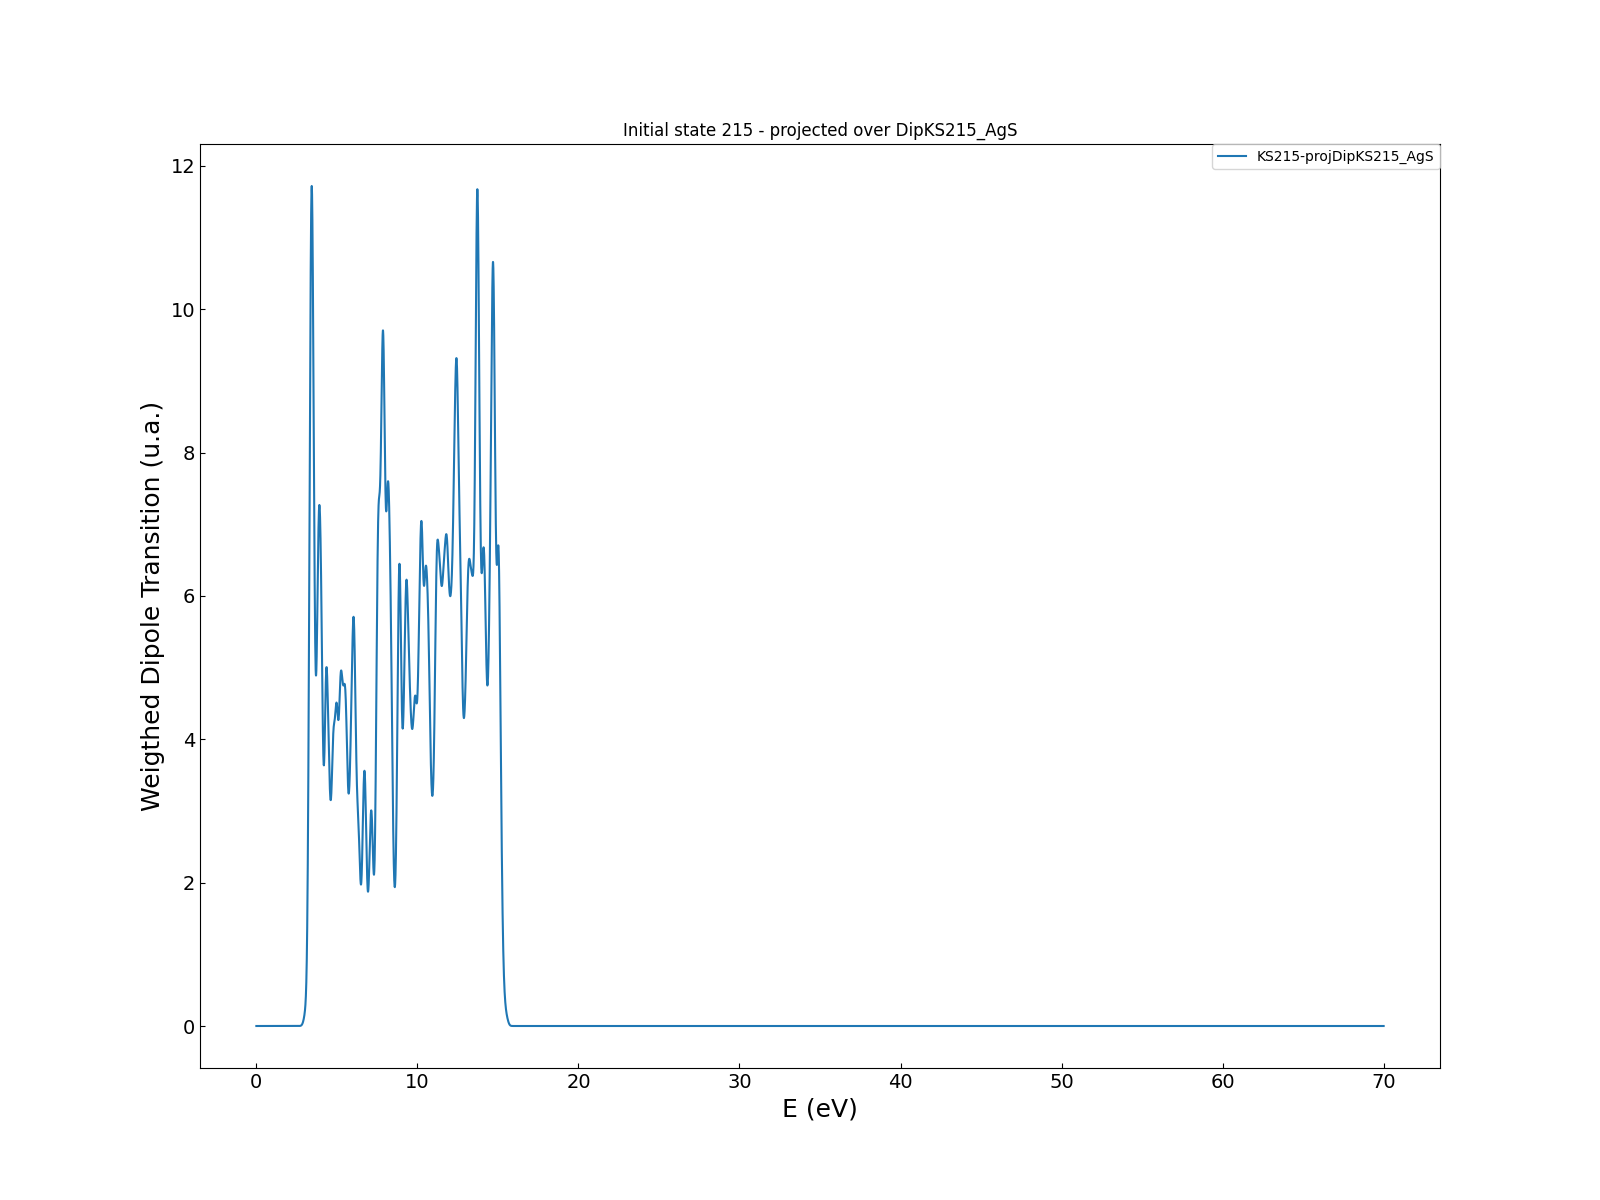 Initial state 215 - projected over DipKS215_AgS
KS215-projDipKS215_AgS
12
10
8
6
4
2
0
Weigthed Dipole Transition (u.a.)
0 10 20 30 40 50 60 70
E (eV)